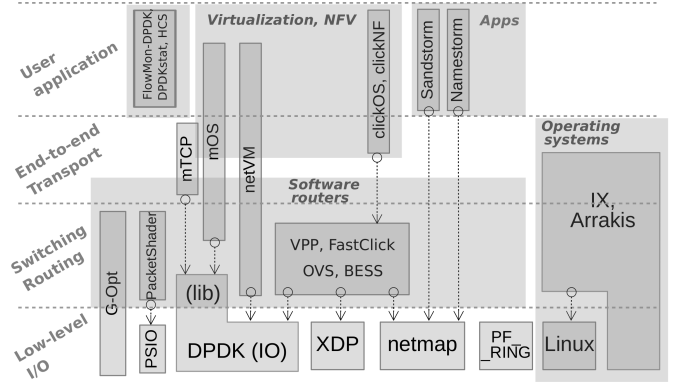 User
application
FlowMon-DPDK,
DPDKstat, HCS
Virtualization, NFV
clickOS, clickNF
Sandstorm
Namestorm
Apps
End-to-end
Transport
mTCP
mOS
netVM
Software
routers
Operating
systems
IX,
Arrakis
Switching
Routing
G-Opt
PacketShader
VPP, FastClick
OVS, BESS
(lib)
Low-level
I/O
PSIO
DPDK (IO)
XDP
netmap
PF_
_RING
Linux